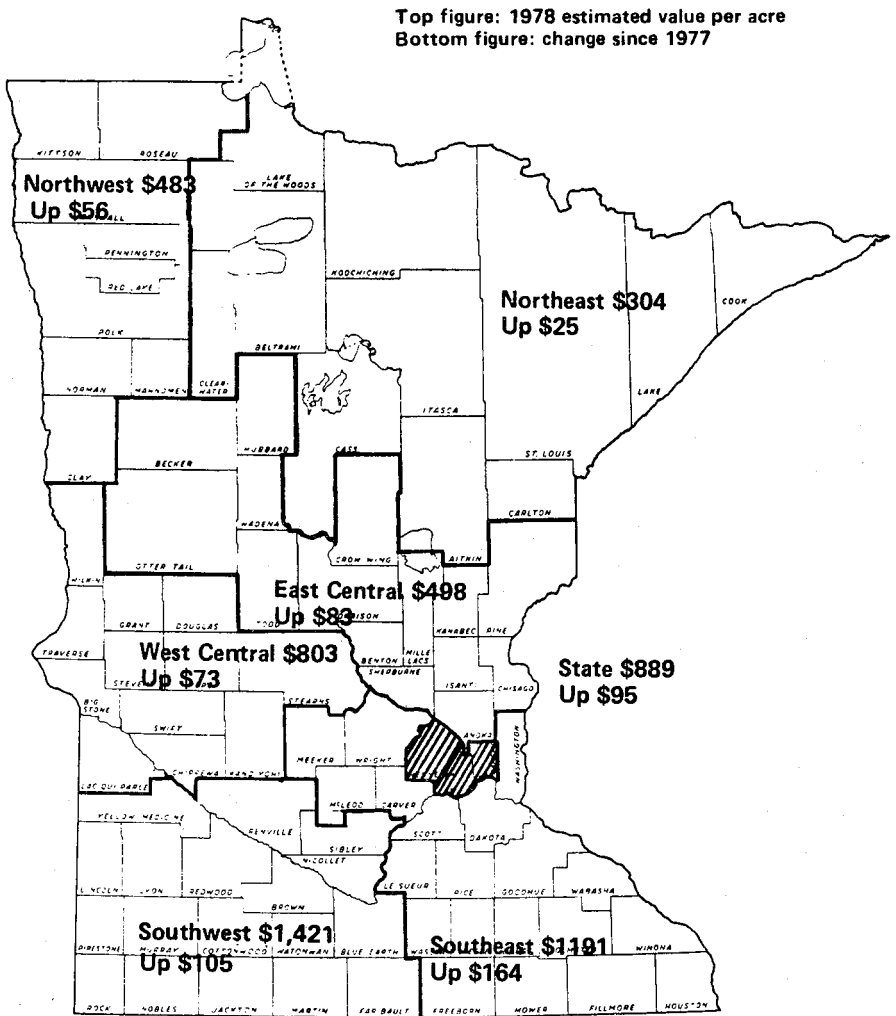 Top figure: 1978 estimated value per acre
Bottom figure: change since 1977
KITTSON
ROSEAU
LAKE
OF THE WOODS
Northwest $483
Up $56
PENNINGTON
RED LAKE
KOOCHICHING
Northeast $304
Up $25
COOK
POLK
BELTRAMI
NORMAN
MAHNOMEN
CLEAR-
WATER
LAKE
ITASCA
HUBBARD
CASS
ST. LOUIS
BECKER
CLAY
CARLTON
WADENA
CROW WING
AITKIN
OTTER TAIL
WILKIN
East Central $498
Up $83
TODD
GRANT
DOUGLAS
KANABEC
PINE
TRAVERSE
West Central $803
Up $73
MILLE
LACS
BENTON
SHERBURNE
State $889
Up $95
ISANTI
CHISAGO
BIG
STONE
STEARNS
SWIFT
ANOKA
WASHINGTON
MEEKER
WRIGHT
CHIPPEWA
KANDIYOHI
LAC QUI PARLE
MCLEOD
CARVER
YELLOW MEDICINE
RENVILLE
SCOTT
DAKOTA
SIBLEY
NICOLLET
LINCOLN
LYON
REDWOOD
LE SUEUR
RICE
GOODHUE
WABASHA
BROWN
Southwest $1,421
Up $105
PIPESTONE
MURRAY
COTTONWOOD
WATONWAN
BLUE EARTH
Southeast $1191
Up $164
WINONA
ROCK
NOBLES
JACKSON
MARTIN
FARIBAULT
FREEBORN
MOWER
FILLMORE
HOUSTON